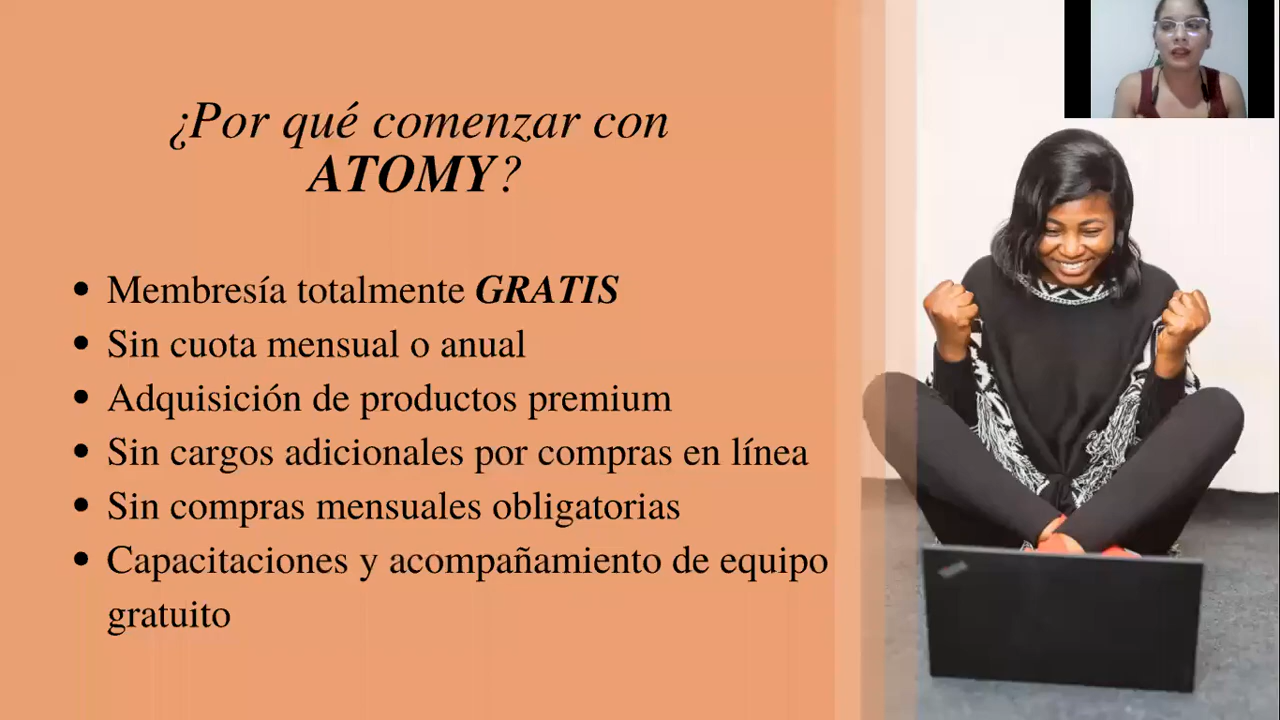 ¿Por qué comenzar con
ATOMY?
Membresía totalmente GRATIS
Sin cuota mensual o anual
Adquisición de productos premium
Sin cargos adicionales por compras en línea
Sin compras mensuales obligatorias
Capacitaciones y acompañamiento de equipo
gratuito